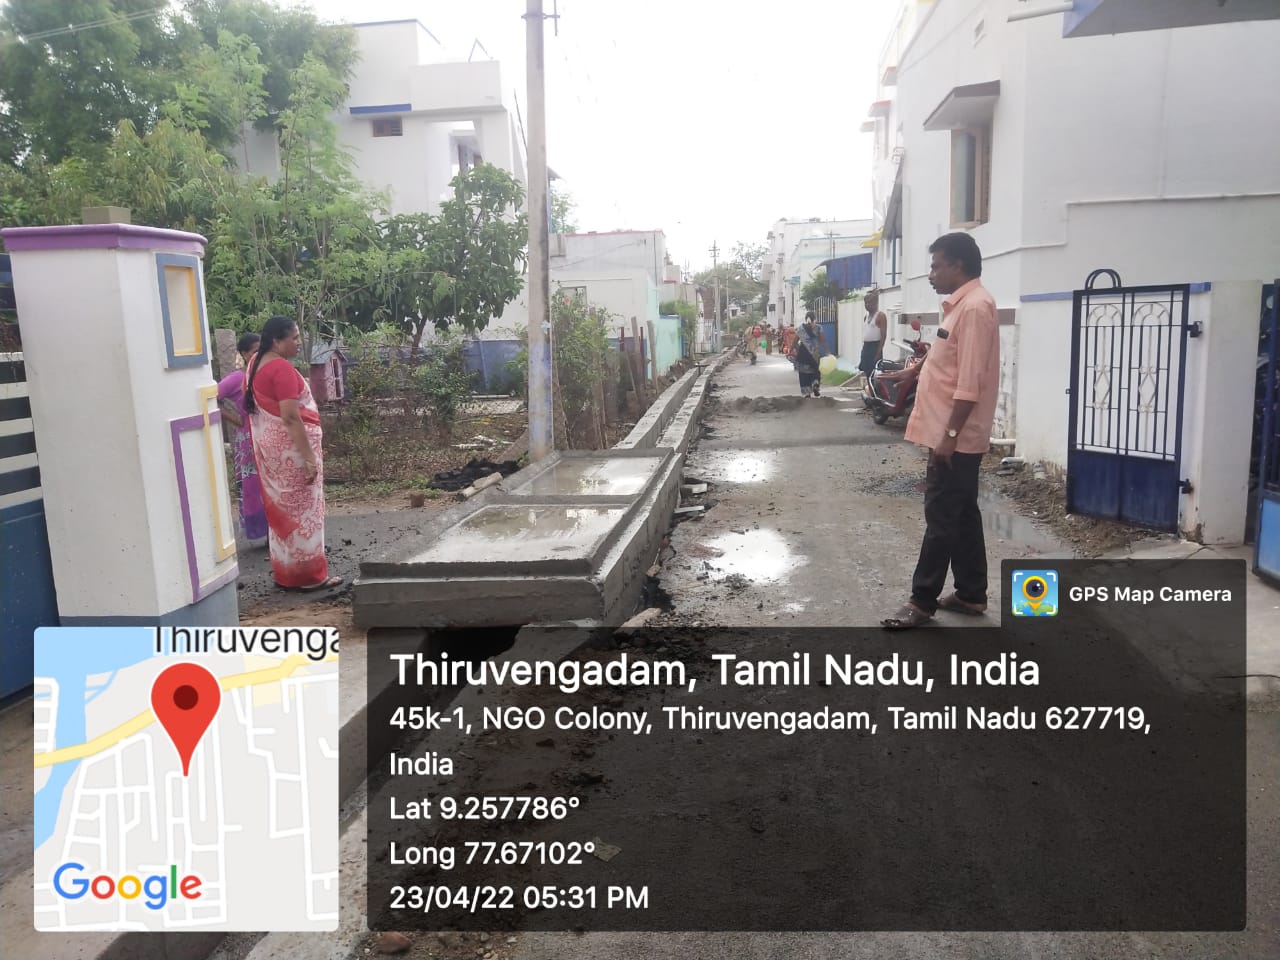 GPS Map Camera
Thiruvenga
Google
Thiruvengadam, Tamil Nadu, India
45k-1, NGO Colony, Thiruvengadam, Tamil Nadu 627719,
India
Lat 9.257786°
Long 77.67102°
23/04/22 05:31 PM